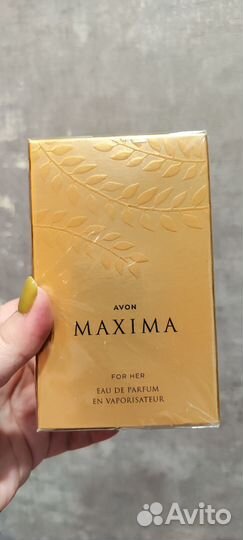 AVON
MAXIMA
FOR HER
EAU DE PARFUM
EN VAPORISATEUR
Avito